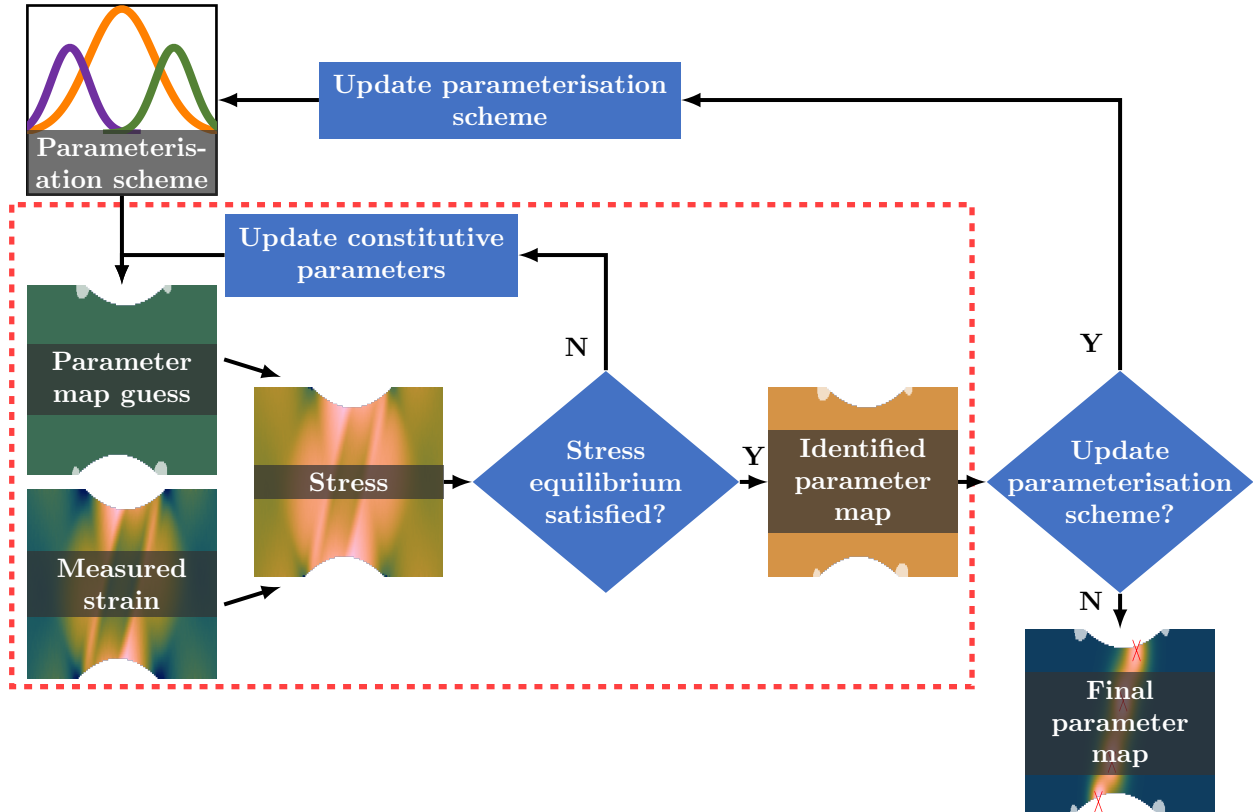 Update parameterisation
scheme
Parameteris-
ation scheme
Update constitutive
parameters
Parameter
map guess
Measured
strain
Stress
N
Stress
equilibrium
satisfied?
Y
Identified
parameter
map
Y
Update
parameterisation
scheme?
N
Final
parameter
map